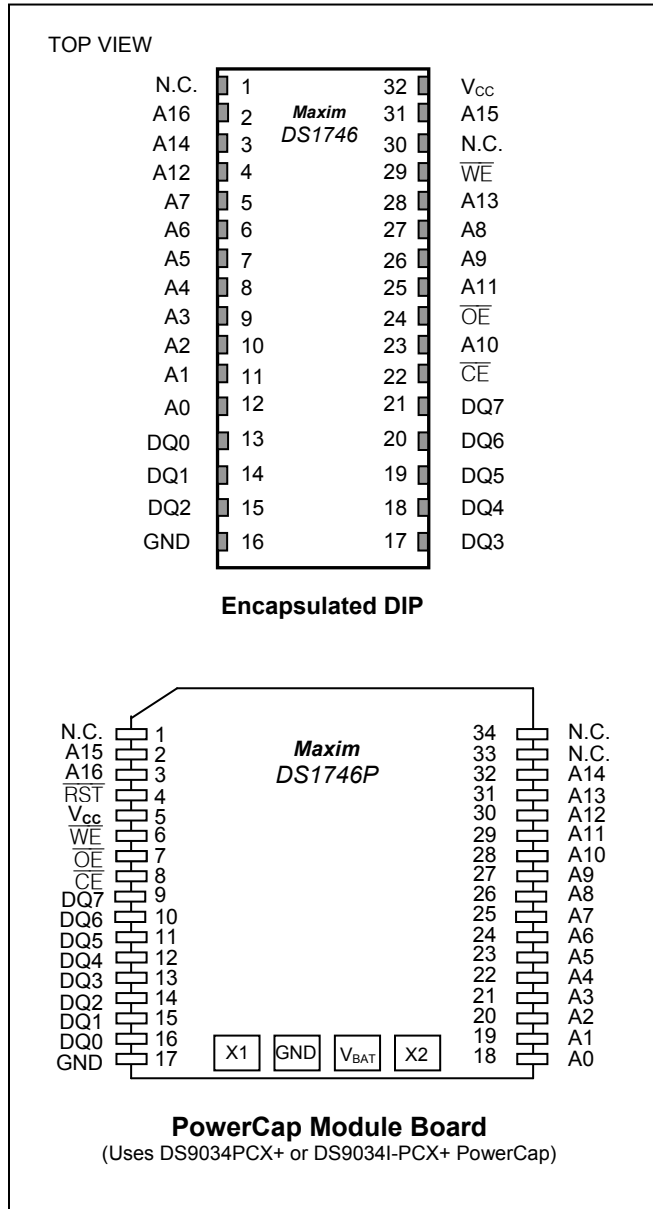 TOP VIEW
N.C. 1 Maxim 32 VCC
A16 2 DS1746 31 A15
A14 3 30 N.C.
A12 4 29 W̅E̅
A7 5 28 A13
A6 6 27 A8
A5 7 26 A9
A4 8 25 A11
A3 9 24 O̅E̅
A2 10 23 A10
A1 11 22 C̅E̅
A0 12 21 DQ7
DQ0 13 20 DQ6
DQ1 14 19 DQ5
DQ2 15 18 DQ4
GND 16 17 DQ3
Encapsulated DIP
N.C. 1 Maxim 34 N.C.
A15 2 DS1746P 33 N.C.
A16 3 32 A14
R̅S̅T̅ 4 31 A13
VCC 5 30 A12
W̅E̅ 6 29 A11
O̅E̅ 7 28 A10
C̅E̅ 8 27 A9
DQ7 9 26 A8
DQ6 10 25 A7
DQ5 11 24 A6
DQ4 12 23 A5
DQ3 13 22 A4
DQ2 14 21 A3
DQ1 15 20 A2
DQ0 16 19 A1
GND 17 X1 GND VBAT X2 18 A0
PowerCap Module Board
(Uses DS9034PCX+ or DS9034I-PCX+ PowerCap)